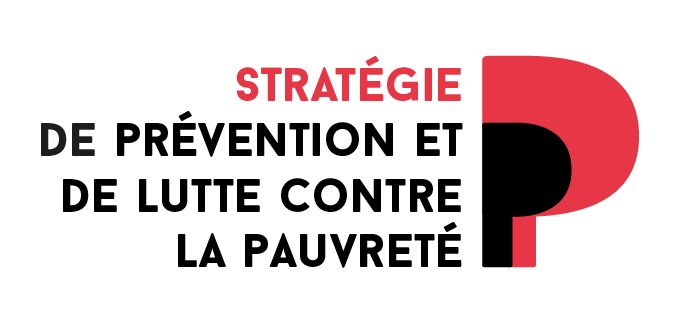 STRATÉGIE
DE PRÉVENTION ET
DE LUTTE CONTRE
LA PAUVRETÉ